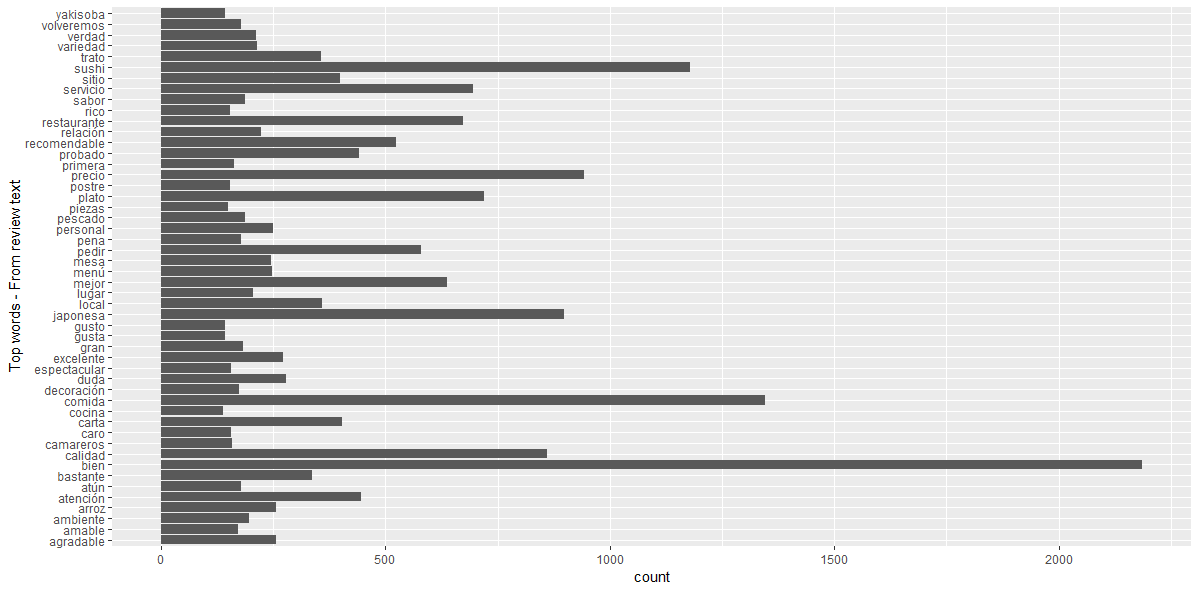 Top words - From review text
yakisoba
volveremos
verdad
variedad
trato
sushi
sitio
servicio
sabor
rico
restaurante
relación
recomendable
probado
primera
precio
postre
plato
piezas
pescado
personal
pena
pedir
mesa
menú
mejor
lugar
local
japonesa
gusto
gusta
gran
excelente
espectacular
duda
decoración
comida
cocina
carta
caro
camareros
calidad
bien
bastante
atún
atención
arroz
ambiente
amable
agradable
0 500 1000 1500 2000
count